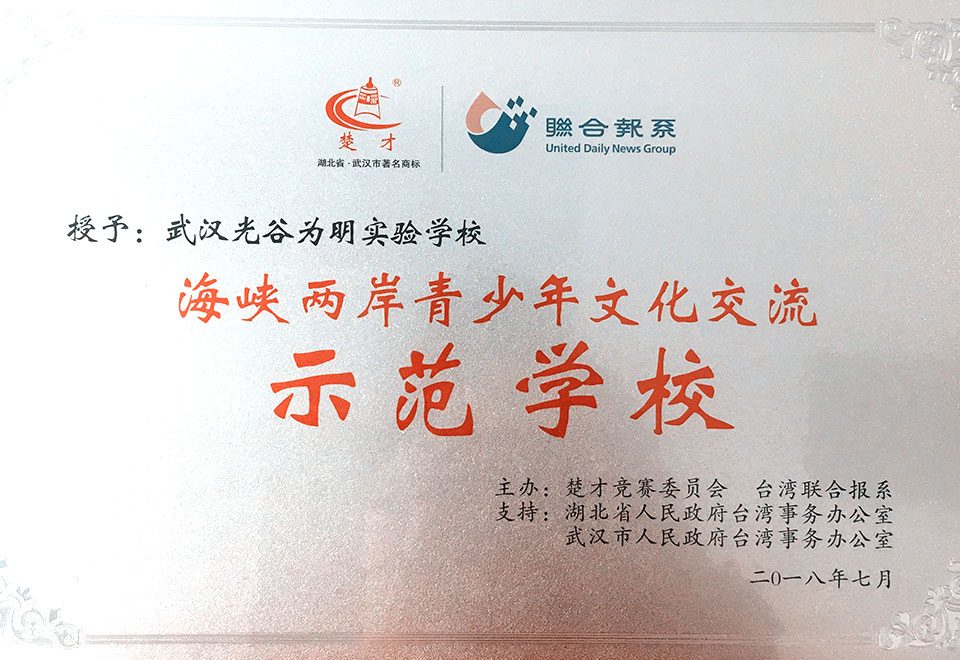 楚才®
湖北省·武汉市著名商标
聯合報系
United Daily News Group
授予：武汉光谷为明实验学校
海峡两岸青少年文化交流
示范学校
主办：楚才竞赛委员会 台湾联合报系
支持：湖北省人民政府台湾事务办公室
武汉市人民政府台湾事务办公室
二〇一八年七月